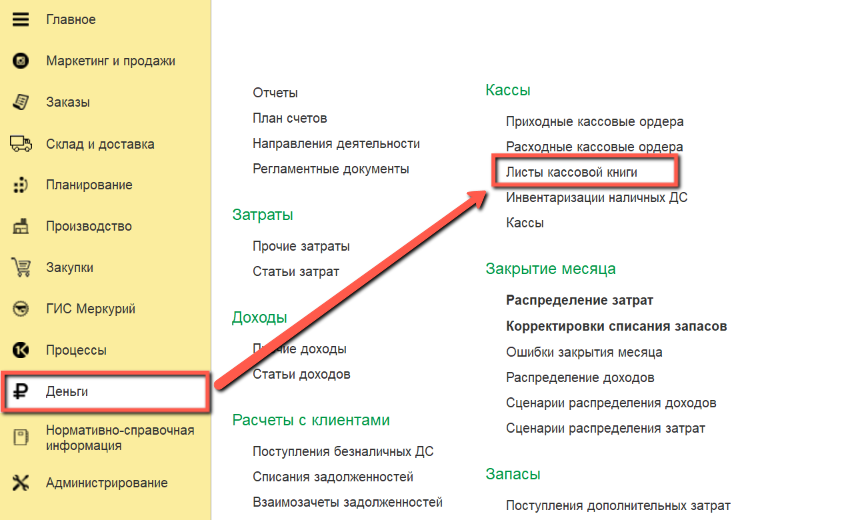 Главное
Маркетинг и продажи
Заказы
Склад и доставка
Планирование
Производство
Закупки
ГИС Меркурий
Процессы
Деньги
Нормативно-справочная
информация
Администрирование
Отчеты
План счетов
Направления деятельности
Регламентные документы
Затраты
Прочие затраты
Статьи затрат
Доходы
Прочие доходы
Статьи доходов
Расчеты с клиентами
Поступления безналичных ДС
Списания задолженностей
Взаимозачеты задолженностей
Кассы
Приходные кассовые ордера
Расходные кассовые ордера
Листы кассовой книги
Инвентаризации наличных ДС
Кассы
Закрытие месяца
Распределение затрат
Корректировки списания запасов
Ошибки закрытия месяца
Распределение доходов
Сценарии распределения доходов
Сценарии распределения затрат
Запасы
Поступления дополнительных затрат